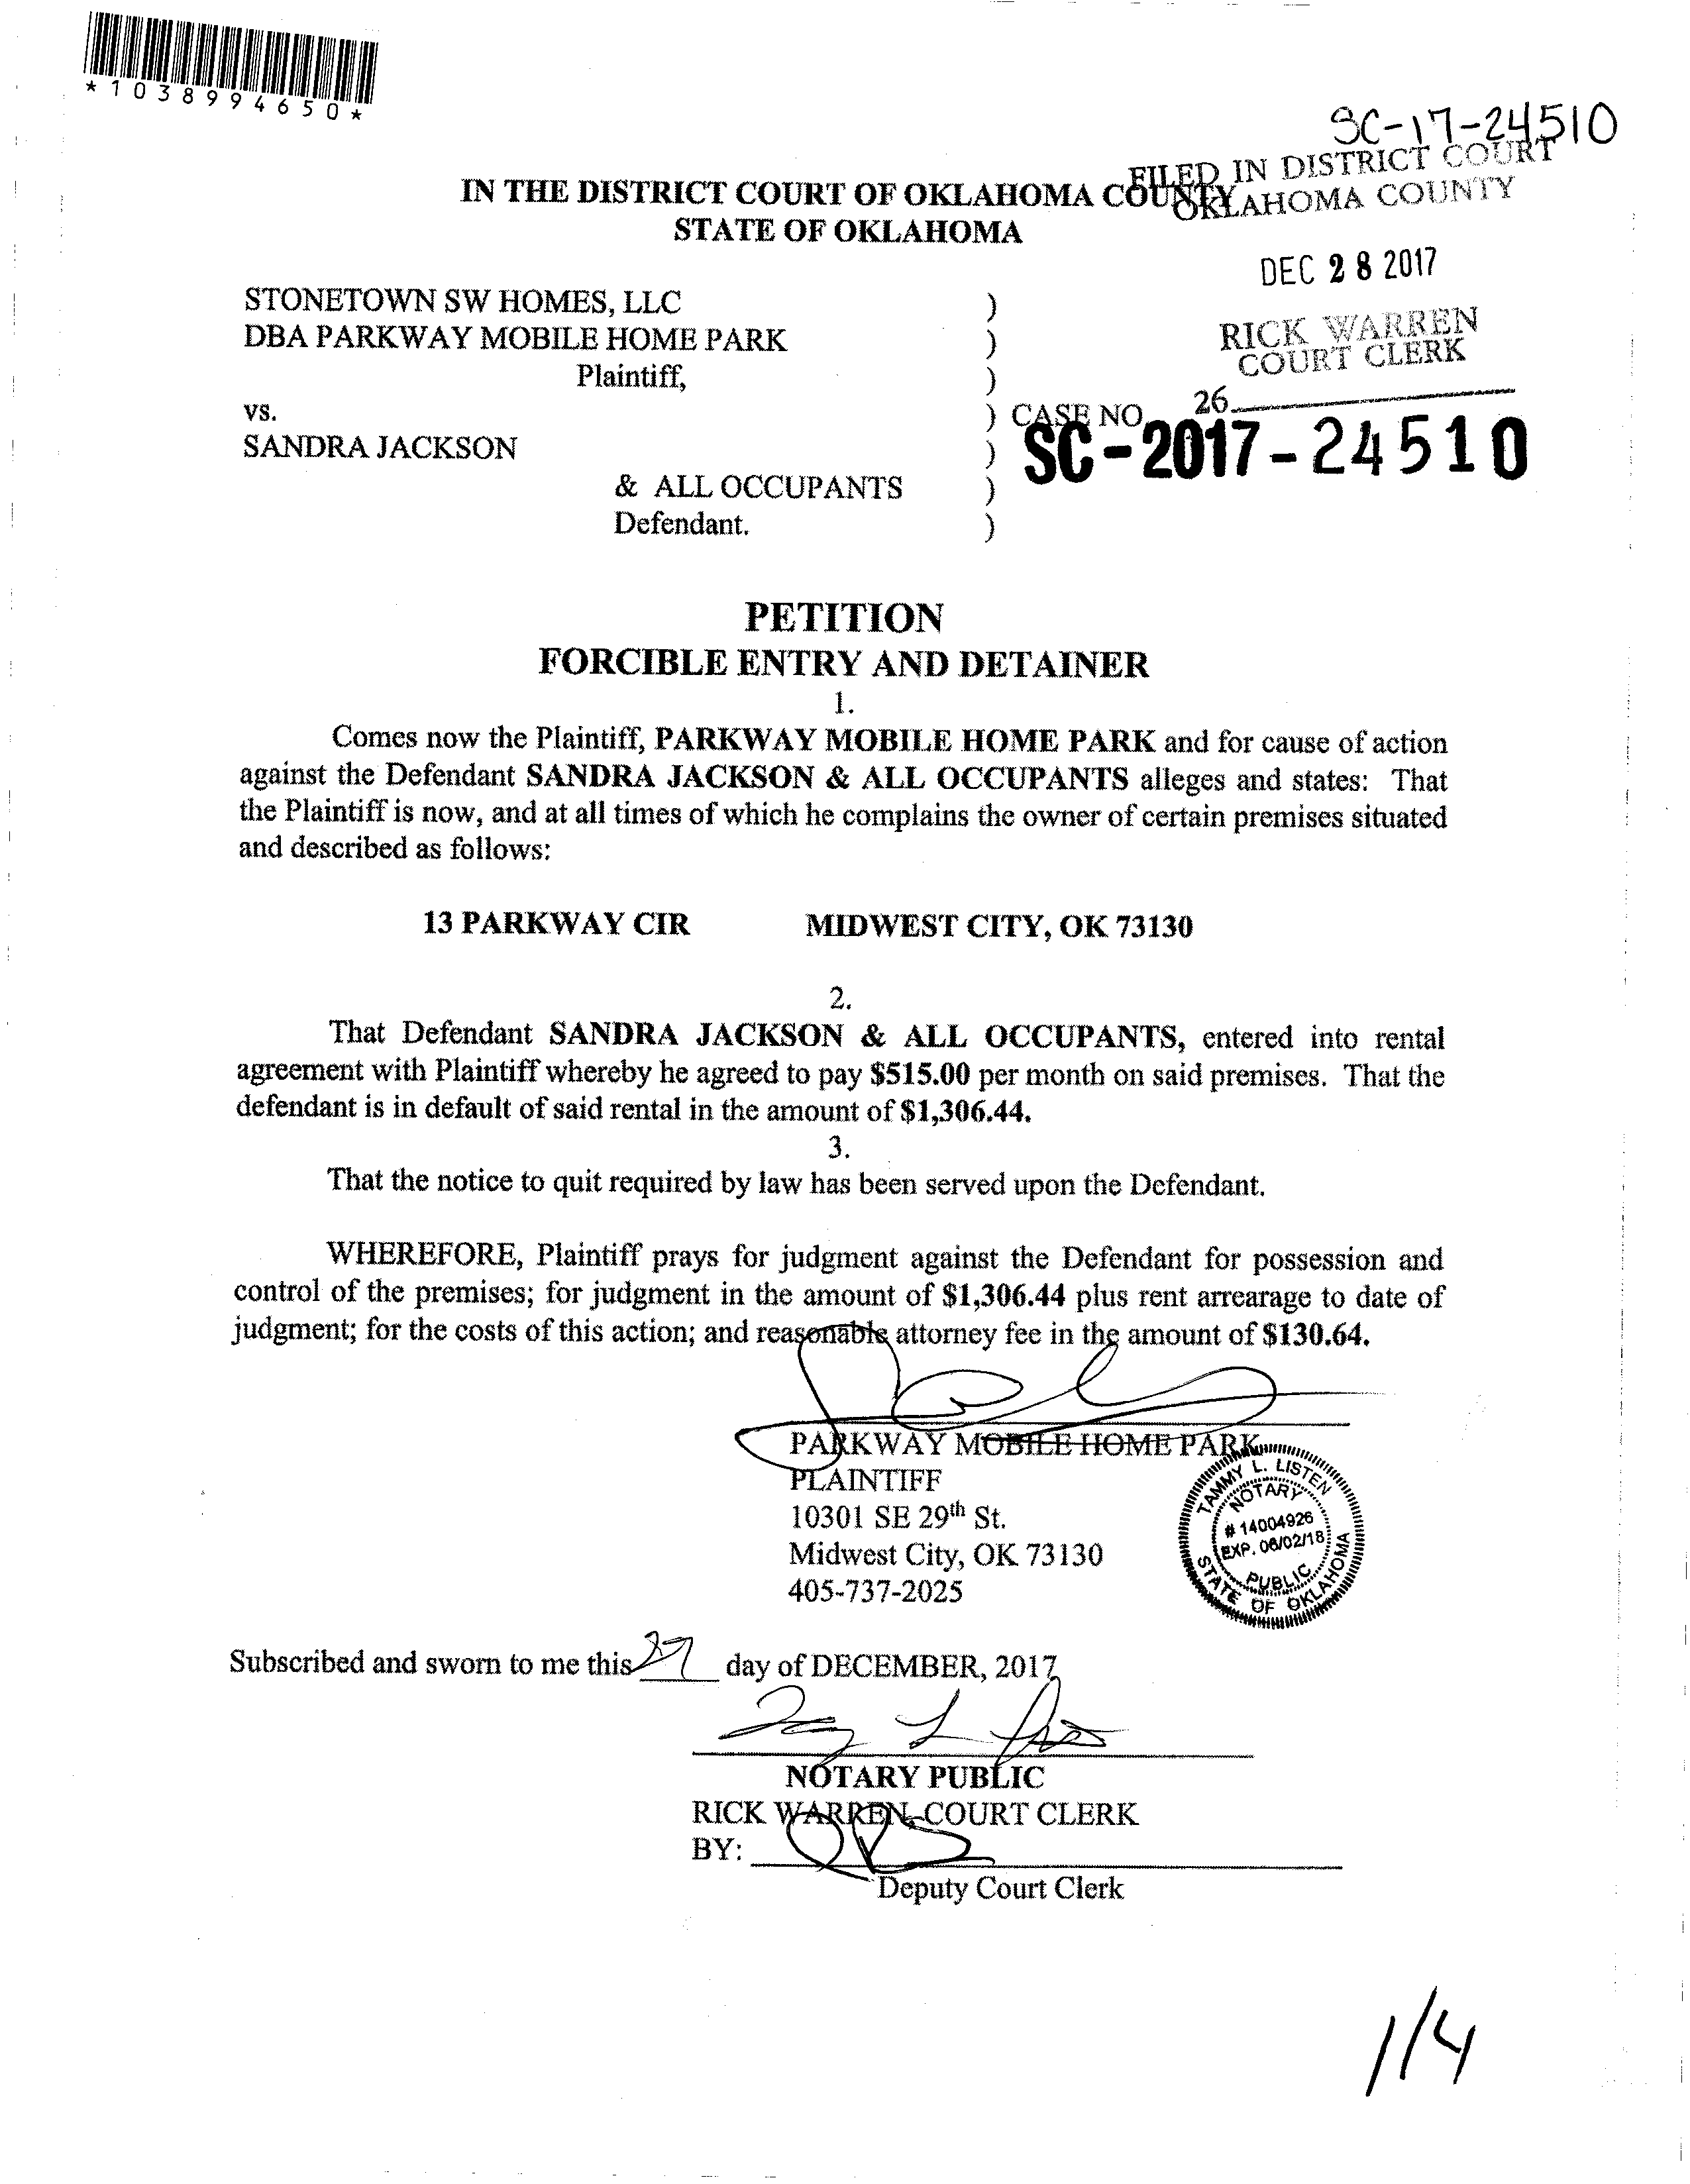 *1038994650*
SC-17-24510
FILED IN DISTRICT COURT
OKLAHOMA COUNTY
IN THE DISTRICT COURT OF OKLAHOMA COUNTY
STATE OF OKLAHOMA
DEC 28 2017
RICK WARREN
COURT CLERK
26
STONETOWN SW HOMES, LLC )
DBA PARKWAY MOBILE HOME PARK )
Plaintiff, )
vs. ) CASE NO
SANDRA JACKSON ) SC-2017-24510
& ALL OCCUPANTS )
Defendant. )
PETITION
FORCIBLE ENTRY AND DETAINER
1.
Comes now the Plaintiff, PARKWAY MOBILE HOME PARK and for cause of action
against the Defendant SANDRA JACKSON & ALL OCCUPANTS alleges and states: That
the Plaintiff is now, and at all times of which he complains the owner of certain premises situated
and described as follows:
13 PARKWAY CIR MIDWEST CITY, OK 73130
2.
That Defendant SANDRA JACKSON & ALL OCCUPANTS, entered into rental
agreement with Plaintiff whereby he agreed to pay $515.00 per month on said premises. That the
defendant is in default of said rental in the amount of $1,306.44.
3.
That the notice to quit required by law has been served upon the Defendant.
WHEREFORE, Plaintiff prays for judgment against the Defendant for possession and
control of the premises; for judgment in the amount of $1,306.44 plus rent arrearage to date of
judgment; for the costs of this action; and reasonable attorney fee in the amount of $130.64.
PARKWAY MOBILE HOME PARK
PLAINTIFF
10301 SE 29th St.
Midwest City, OK 73130
405-737-2025
TAMMY L. LISTEN
NOTARY
# 14004926
EXP. 06/02/18
PUBLIC
STATE OF OKLAHOMA
Subscribed and sworn to me this 27 day of DECEMBER, 2017
NOTARY PUBLIC
RICK WARREN, COURT CLERK
BY:
Deputy Court Clerk
1/4